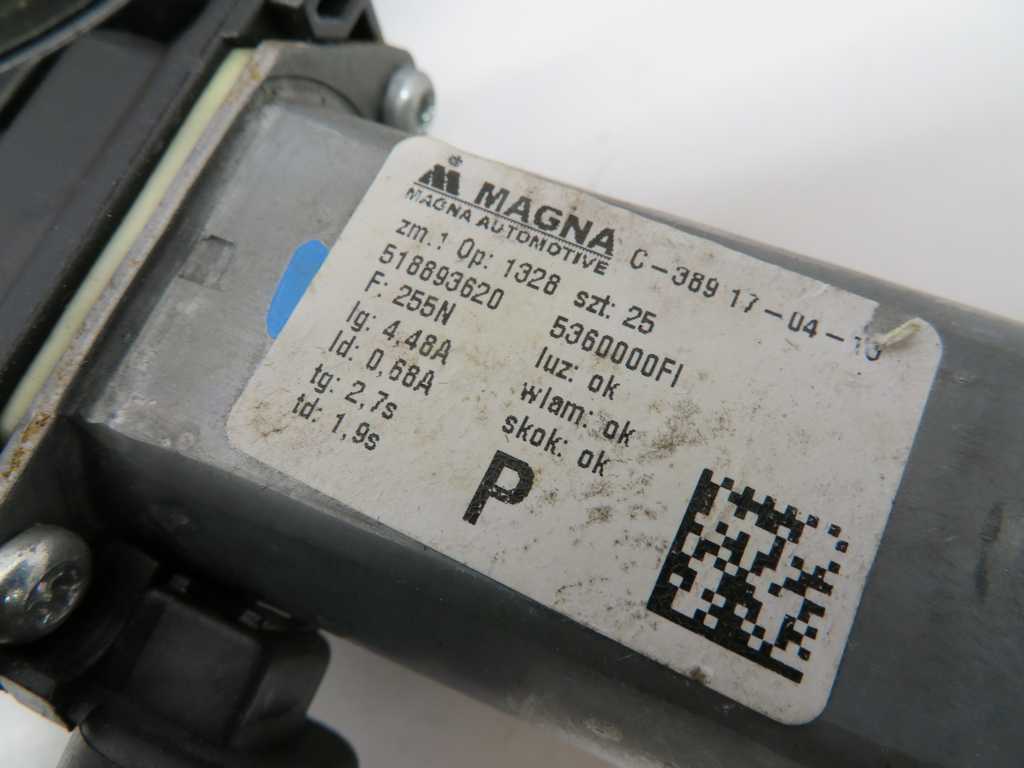 MAGNA
MAGNA AUTOMOTIVE
C-389 17-04-
zm.1 Op: 1328 szt: 25
518893620 5360000FI
F: 255N luz: ok
Ig: 4,48A wlam: ok
Id: 0,68A skok: ok
tg: 2,7s
td: 1,9s
P